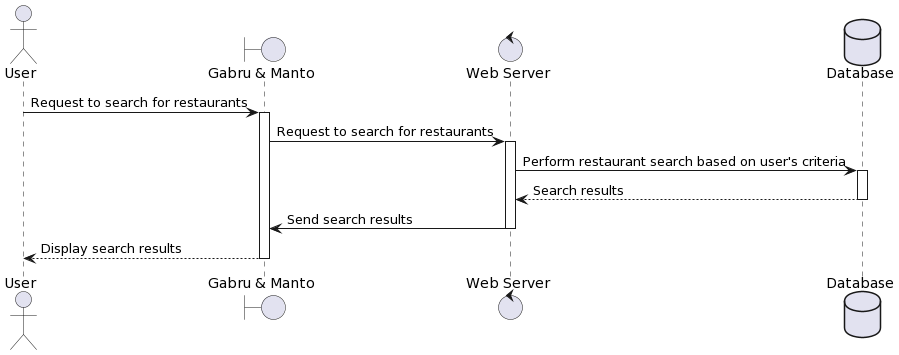 User
Gabru & Manto
Web Server
Database
Request to search for restaurants
Request to search for restaurants
Perform restaurant search based on user's criteria
Search results
Send search results
Display search results
User
Gabru & Manto
Web Server
Database